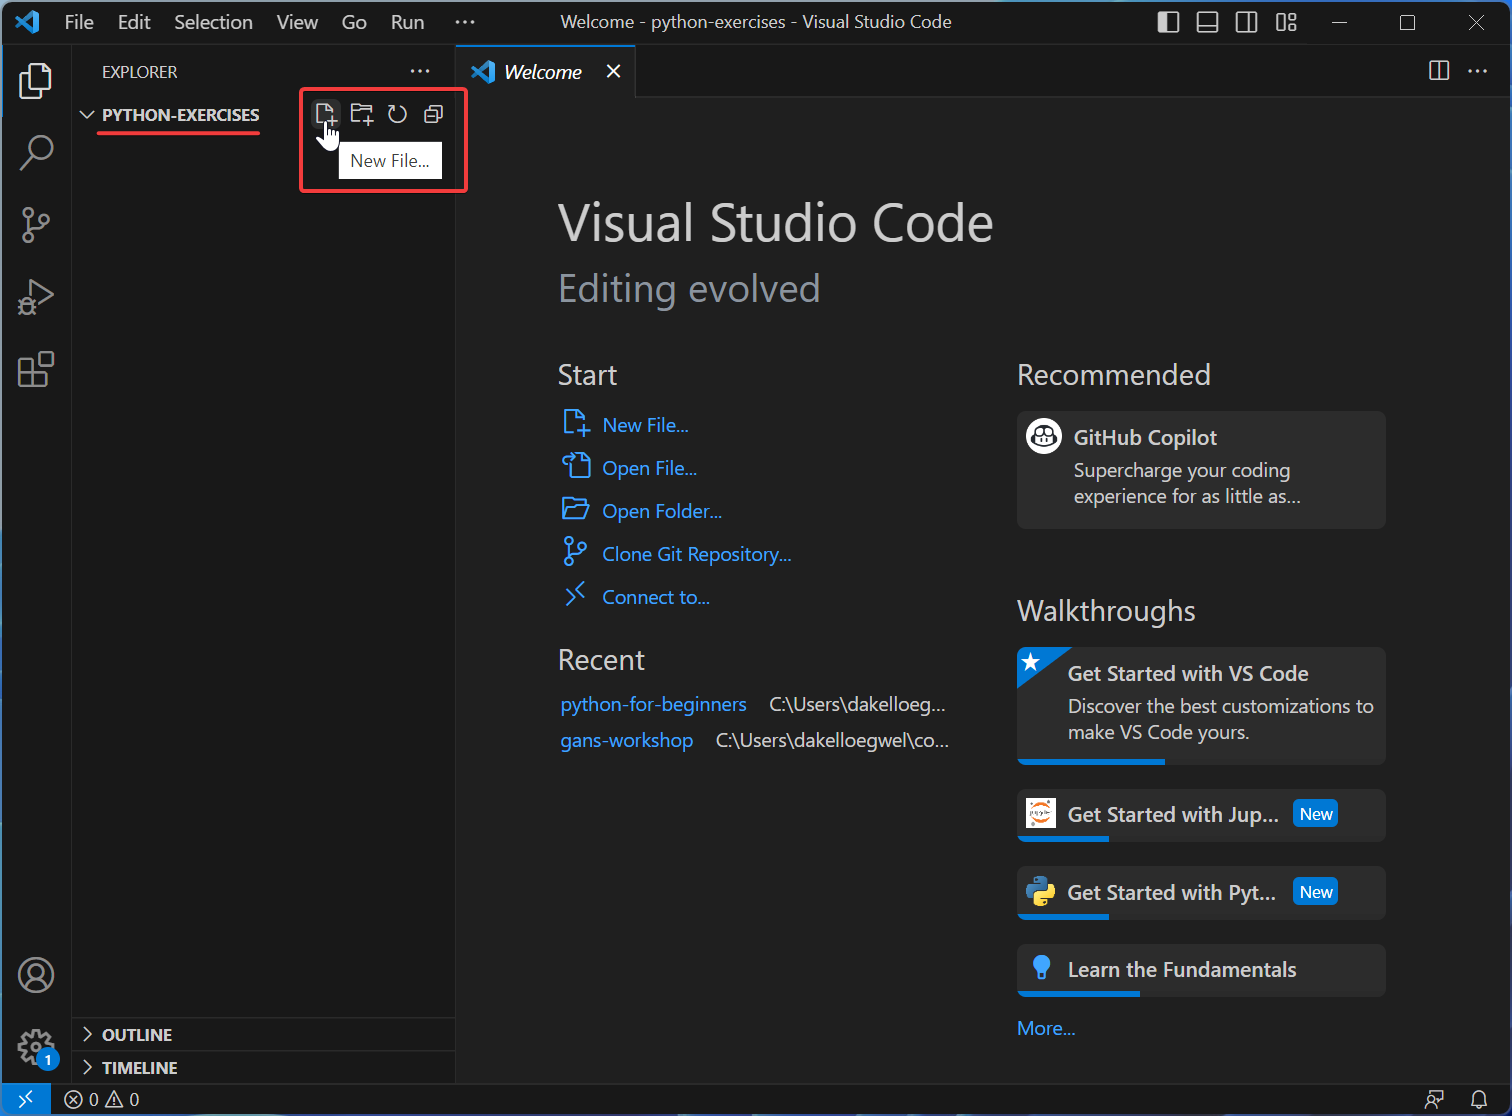 File Edit Selection View Go Run ···
Welcome - python-exercises - Visual Studio Code
EXPLORER
Welcome
PYTHON-EXERCISES
New File...
Visual Studio Code
Editing evolved
Start
New File...
Open File...
Open Folder...
Clone Git Repository...
Connect to...
Recent
python-for-beginners C:\Users\dakelloeg...
gans-workshop C:\Users\dakelloegwel\co...
Recommended
GitHub Copilot
Supercharge your coding
experience for as little as...
Walkthroughs
Get Started with VS Code
Discover the best customizations to
make VS Code yours.
Get Started with Jup... New
Get Started with Pyt... New
Learn the Fundamentals
More...
OUTLINE
TIMELINE
1
0 0